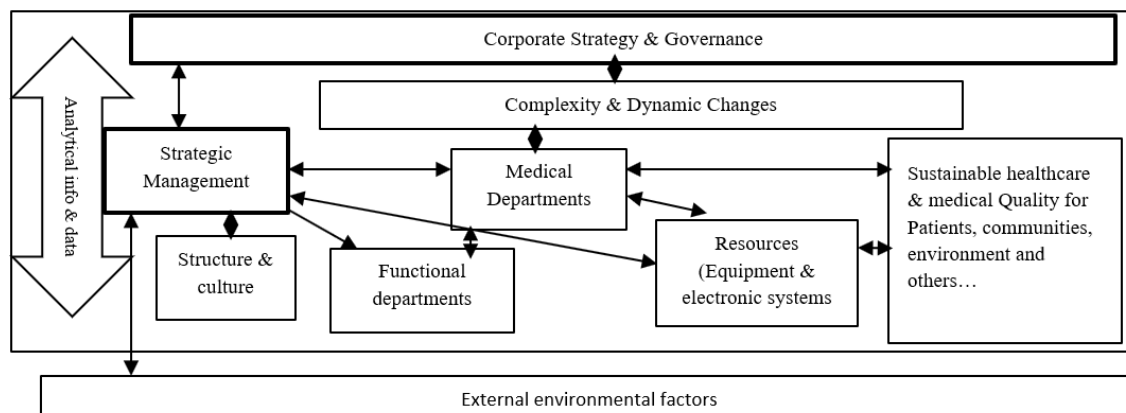 Corporate Strategy & Governance
Analytical info & data
Complexity & Dynamic Changes
Strategic
Management
Medical
Departments
Sustainable healthcare
& medical Quality for
Patients, communities,
environment and
others…
Structure &
culture
Functional
departments
Resources
(Equipment &
electronic systems
External environmental factors